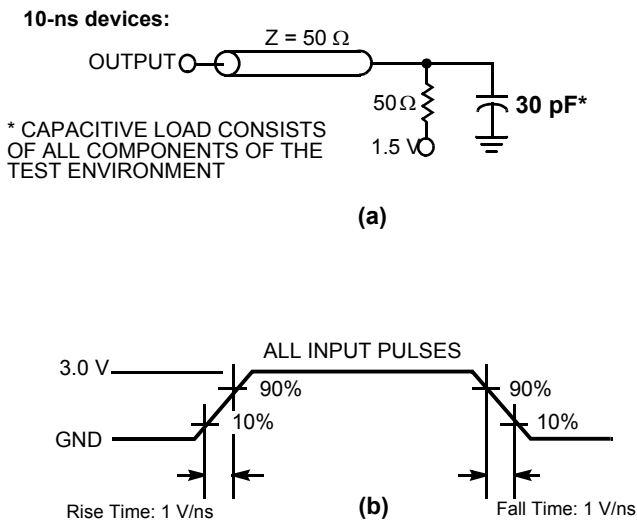 10-ns devices:
Z = 50 Ω
OUTPUT
50Ω
30 pF*
1.5 V
* CAPACITIVE LOAD CONSISTS
OF ALL COMPONENTS OF THE
TEST ENVIRONMENT
(a)
ALL INPUT PULSES
3.0 V
90%
90%
10%
10%
GND
Rise Time: 1 V/ns
(b)
Fall Time: 1 V/ns